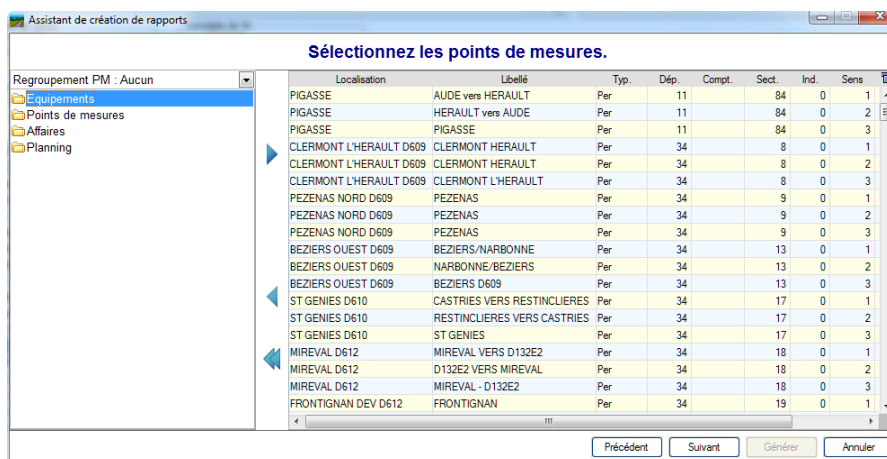 Assistant de création de rapports
Sélectionnez les points de mesures.
Regroupement PM : Aucun
Equipements
Points de mesures
Affaires
Planning
Localisation Libellé Typ. Dép. Compt. Sect. Ind. Sens
PIGASSE AUDE vers HERAULT Per 11 84 0 1
PIGASSE HERAULT vers AUDE Per 11 84 0 2
PIGASSE PIGASSE Per 11 84 0 3
CLERMONT L'HERAULT D609 CLERMONT HERAULT Per 34 8 0 1
CLERMONT L'HERAULT D609 CLERMONT HERAULT Per 34 8 0 2
CLERMONT L'HERAULT D609 CLERMONT L'HERAULT Per 34 8 0 3
PEZENAS NORD D609 PEZENAS Per 34 9 0 1
PEZENAS NORD D609 PEZENAS Per 34 9 0 2
PEZENAS NORD D609 PEZENAS Per 34 9 0 3
BEZIERS OUEST D609 BEZIERS/NARBONNE Per 34 13 0 1
BEZIERS OUEST D609 NARBONNE/BEZIERS Per 34 13 0 2
BEZIERS OUEST D609 BEZIERS D609 Per 34 13 0 3
ST GENIES D610 CASTRIES VERS RESTINCLIERES Per 34 17 0 1
ST GENIES D610 RESTINCLIERES VERS CASTRIES Per 34 17 0 2
ST GENIES D610 ST GENIES Per 34 17 0 3
MIREVAL D612 MIREVAL VERS D132E2 Per 34 18 0 1
MIREVAL D612 D132E2 VERS MIREVAL Per 34 18 0 2
MIREVAL D612 MIREVAL - D132E2 Per 34 18 0 3
FRONTIGNAN DEV D612 FRONTIGNAN Per 34 19 0 1
Précédent Suivant Générer Annuler